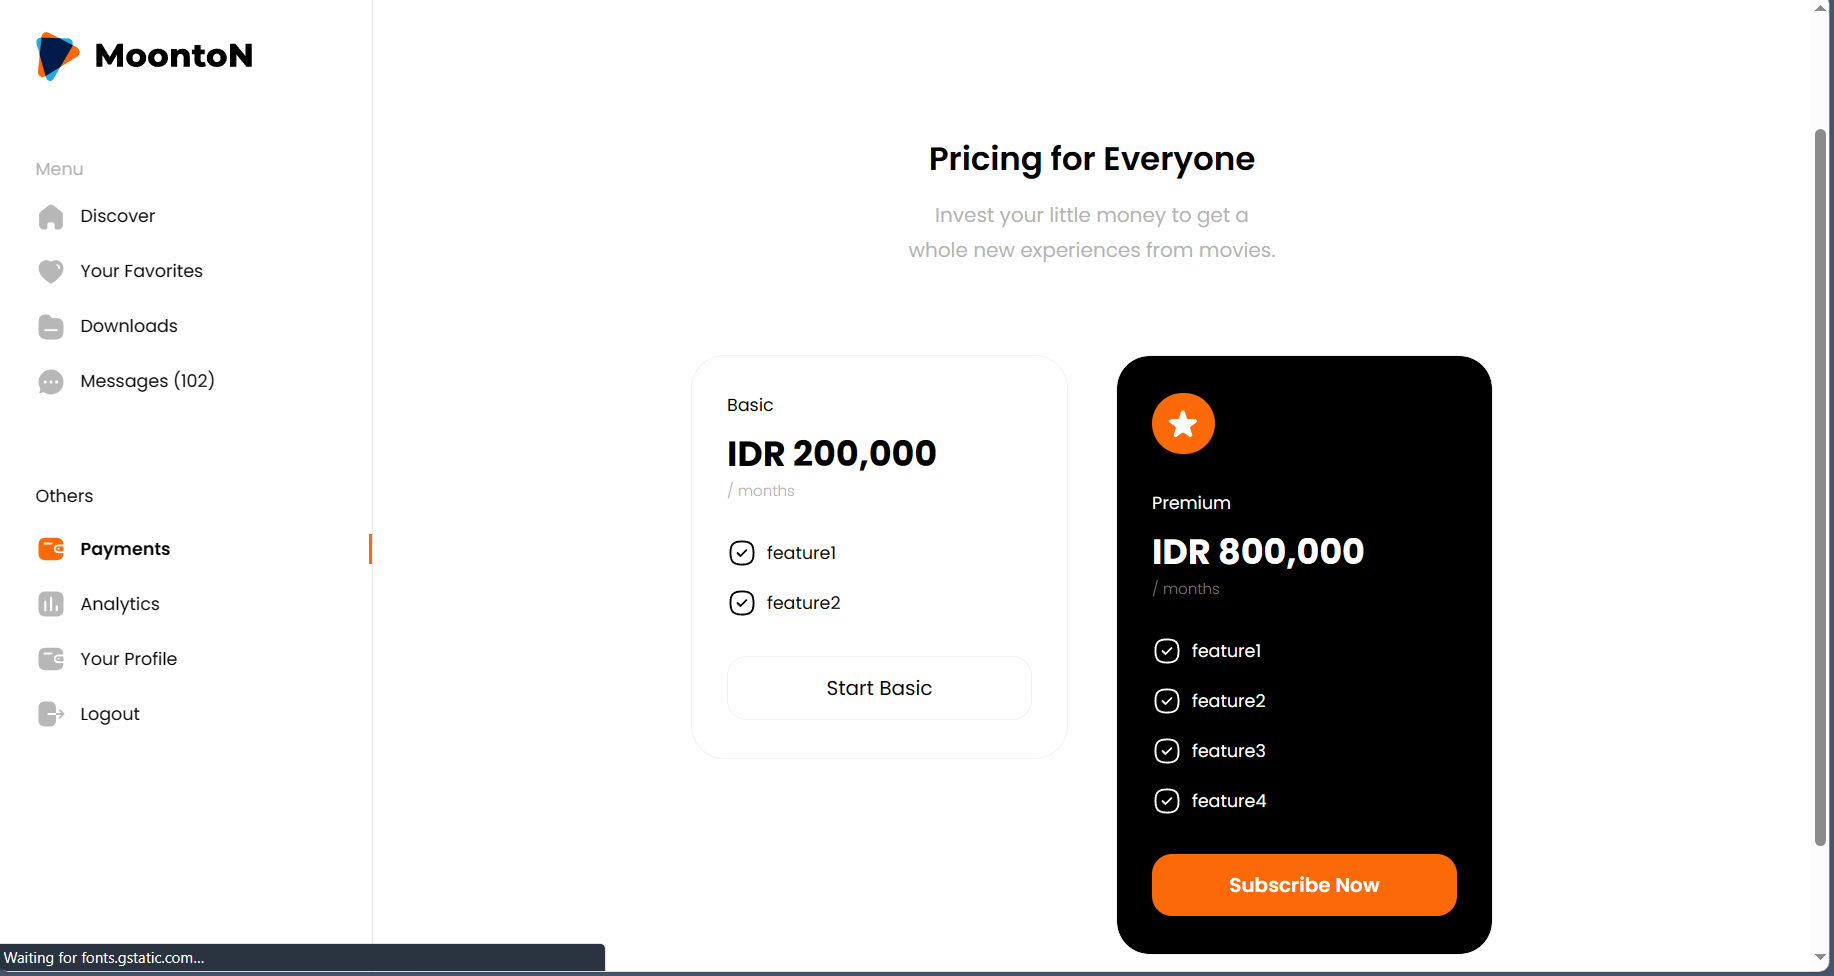 MoontoN
Menu
Discover
Your Favorites
Downloads
Messages (102)
Others
Payments
Analytics
Your Profile
Logout
Pricing for Everyone
Invest your little money to get a
whole new experiences from movies.
Basic
IDR 200,000
/ months
feature1
feature2
Start Basic
Premium
IDR 800,000
/ months
feature1
feature2
feature3
feature4
Subscribe Now
Waiting for fonts.gstatic.com...